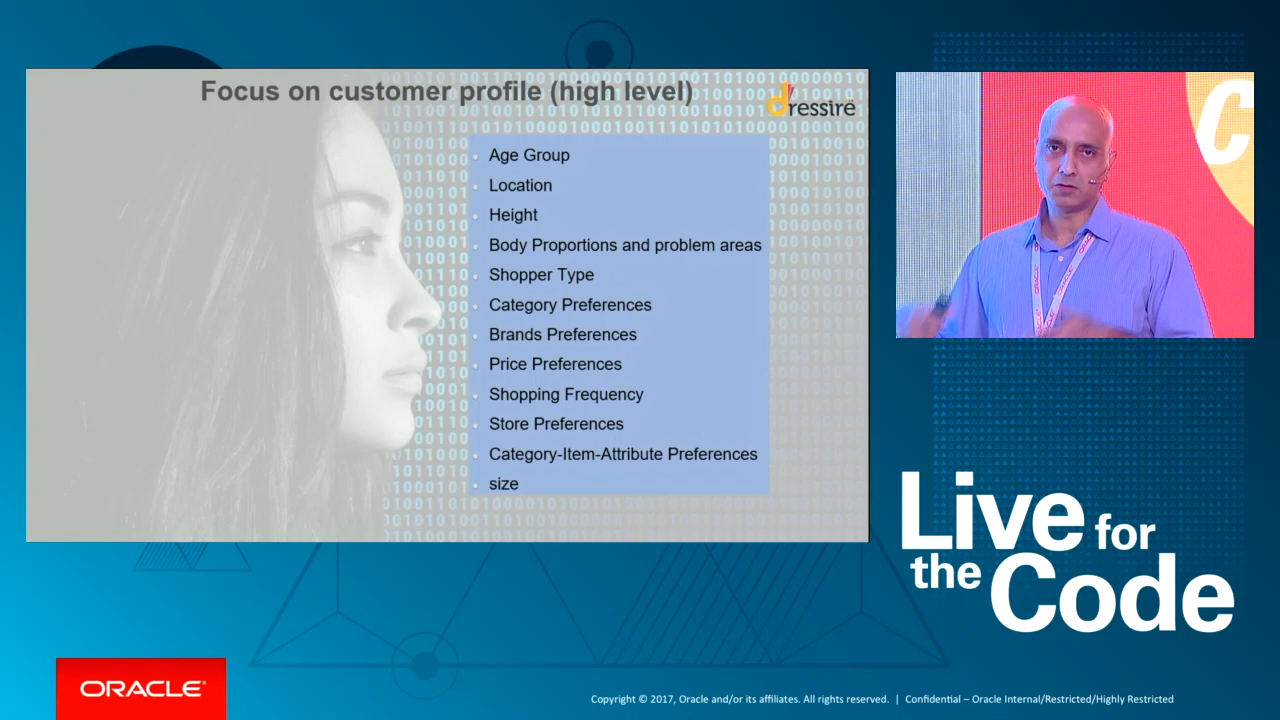 Focus on customer profile (high level)
dressire
Age Group
Location
Height
Body Proportions and problem areas
Shopper Type
Category Preferences
Brands Preferences
Price Preferences
Shopping Frequency
Store Preferences
Category-Item-Attribute Preferences
size
C
Live for
the Code
ORACLE
Copyright © 2017, Oracle and/or its affiliates. All rights reserved. | Confidential – Oracle Internal/Restricted/Highly Restricted